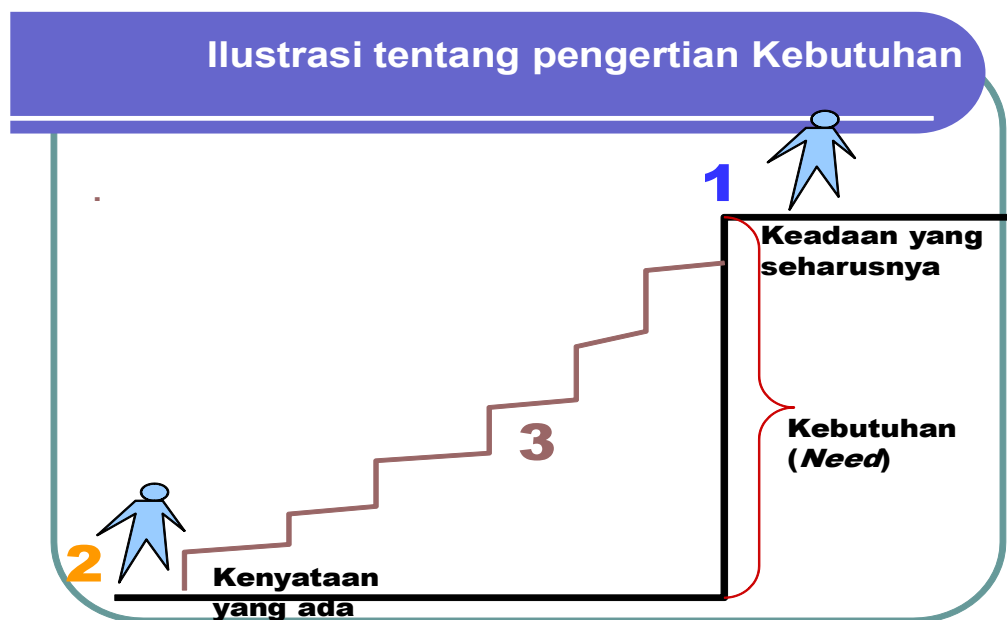 Ilustrasi tentang pengertian Kebutuhan
1
Keadaan yang
seharusnya
3
Kebutuhan
(Need)
2
Kenyataan
yang ada